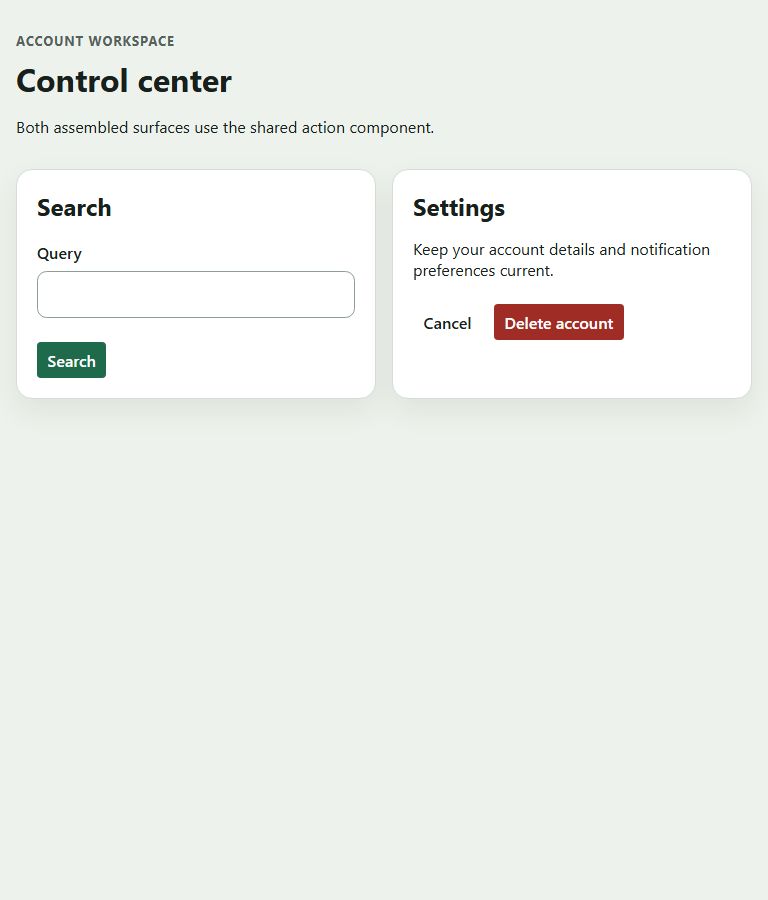 ACCOUNT WORKSPACE
Control center
Both assembled surfaces use the shared action component.
Search
Query
Search
Settings
Keep your account details and notification
preferences current.
Cancel
Delete account